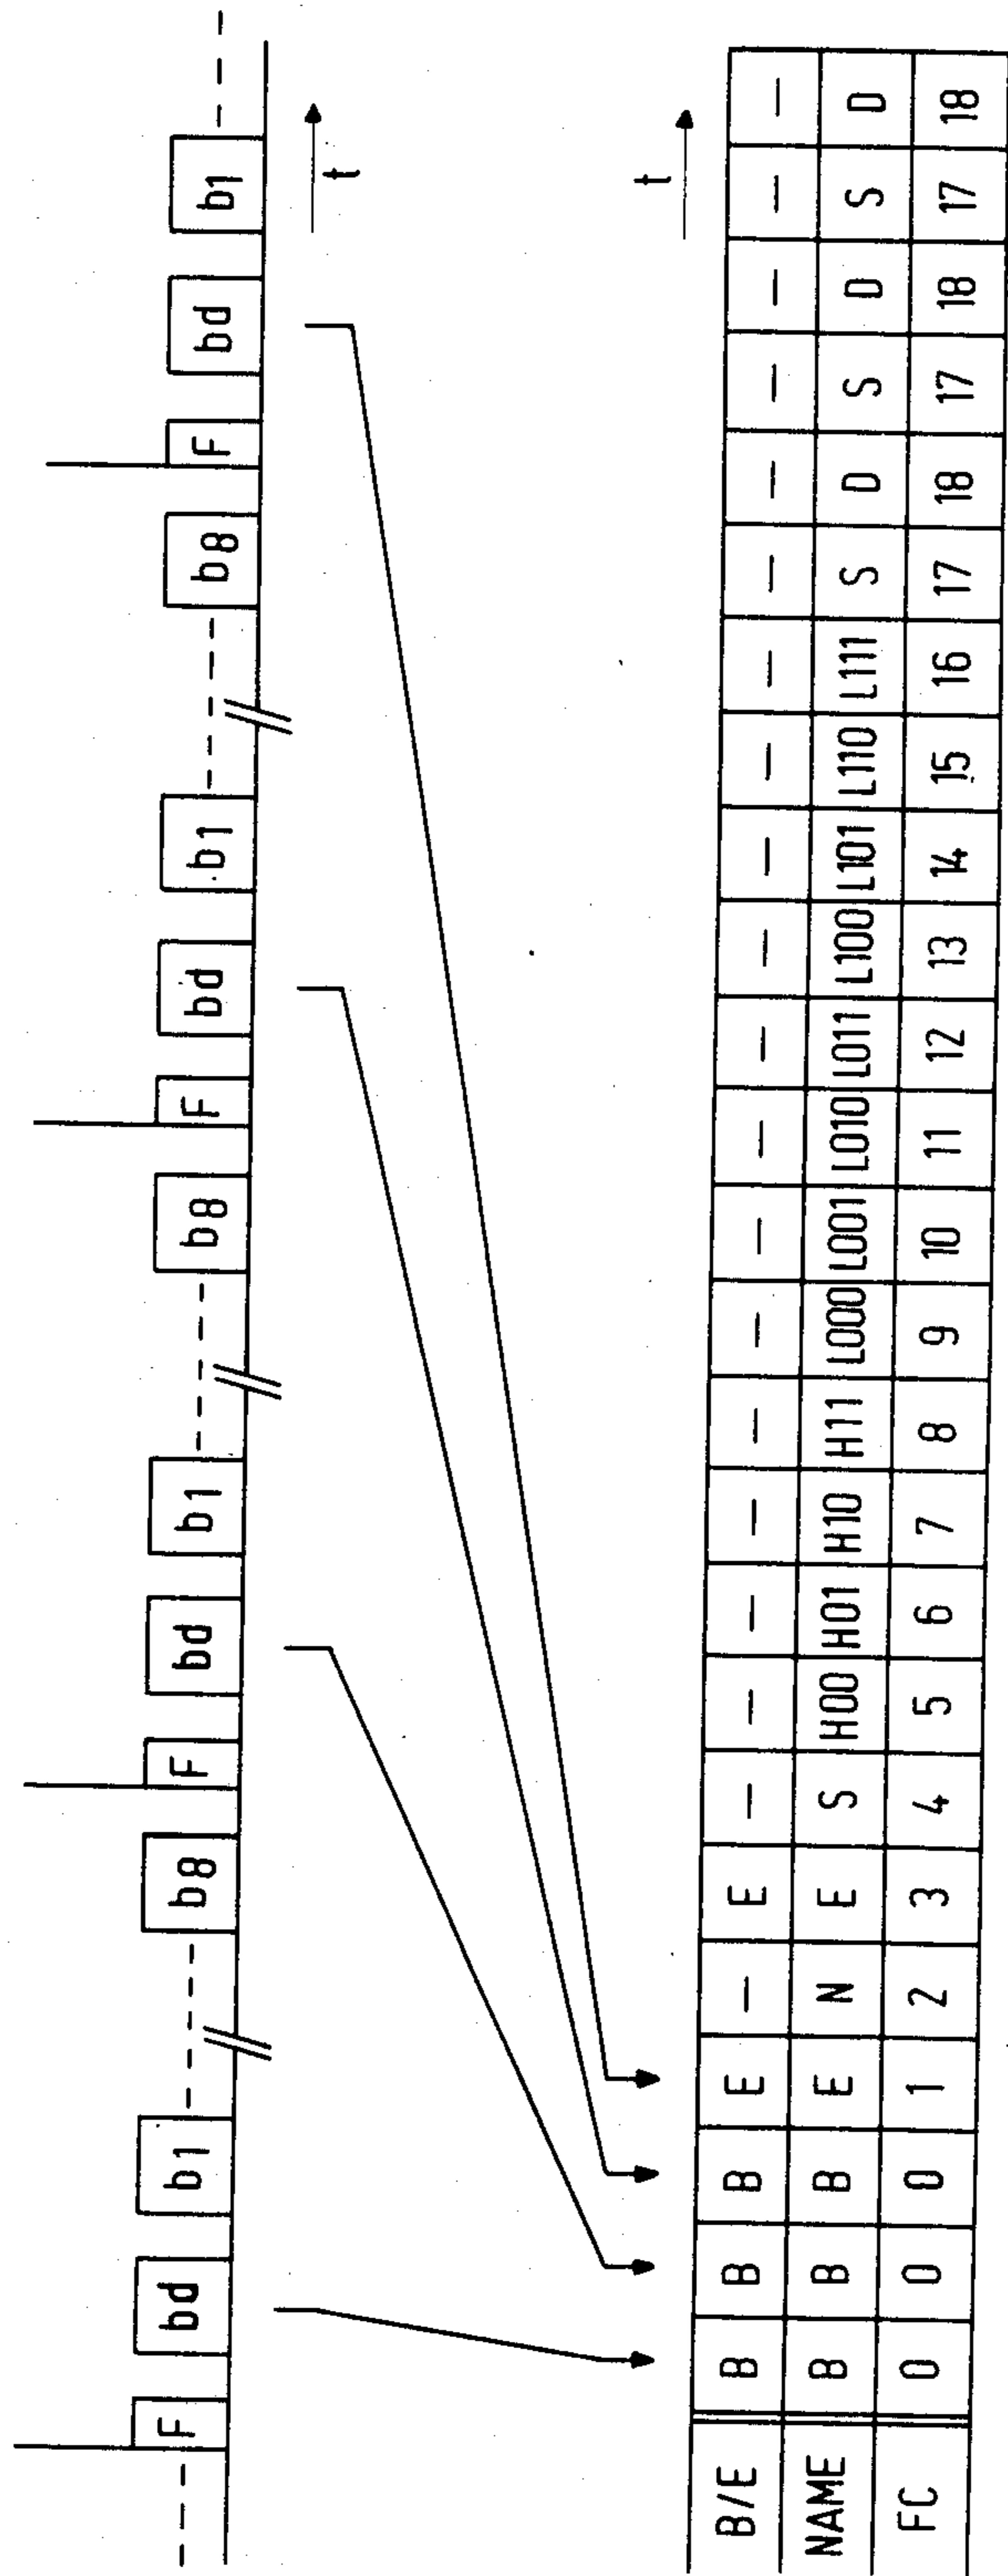 --- F bd b1 ---- b8 F bd b1 ---- b8 F bd b1 ---- b8 F bd b1 ---
t
t
B/E B B B E – E – – – – – – – – – – – – – – – – – – –
NAME B B B E N E S H00 H01 H10 H11 L000 L001 L010 L011 L100 L101 L110 L111 S D S D S D
FC 0 0 0 1 2 3 4 5 6 7 8 9 10 11 12 13 14 15 16 17 18 17 18 17 18